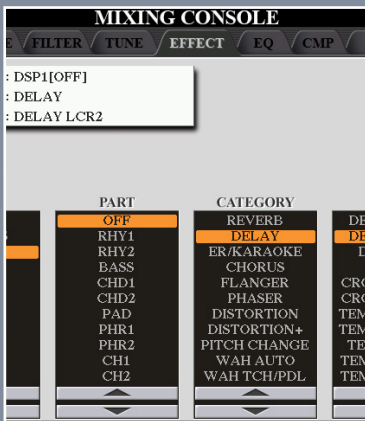 MIXING CONSOLE
E FILTER TUNE EFFECT EQ CMP
: DSP1[OFF]
: DELAY
: DELAY LCR2
PART
OFF
RHY1
RHY2
BASS
CHD1
CHD2
PAD
PHR1
PHR2
CH1
CH2
CATEGORY
REVERB
DELAY
ER/KARAOKE
CHORUS
FLANGER
PHASER
DISTORTION
DISTORTION+
PITCH CHANGE
WAH AUTO
WAH TCH/PDL